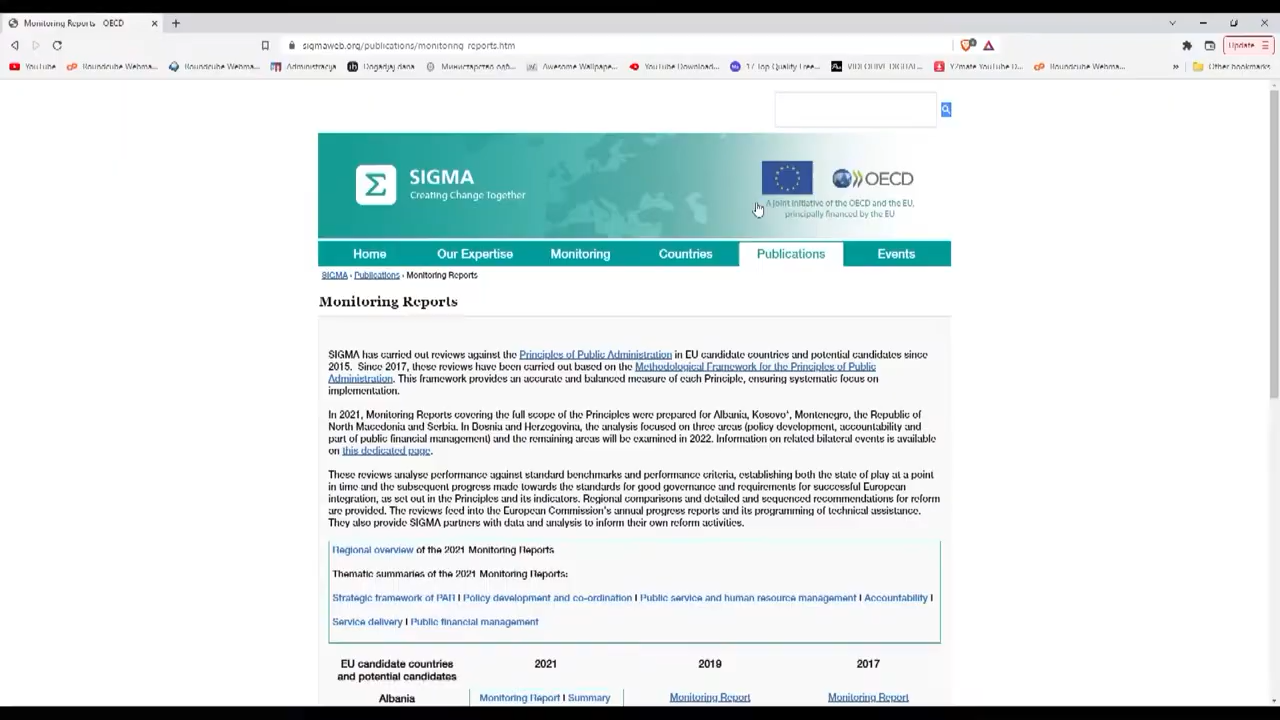 Monitoring Reports - OECD
sigmaweb.org/publications/monitoring-reports.htm
Update
YouTube
Roundcube Webma...
Roundcube Webma...
Administracija
Događaj dana
Awesome Wallpape...
YouTube Download...
17 Top Quality Free...
VIDEOHIVE DIGITAL...
Y2mate YouTube D...
Roundcube Webma...
»
Other bookmarks
SIGMA
Creating Change Together
OECD
A joint initiative of the OECD and the EU,
principally financed by the EU
Home Our Expertise Monitoring Countries Publications Events
SIGMA › Publications › Monitoring Reports
Monitoring Reports
SIGMA has carried out reviews against the Principles of Public Administration in EU candidate countries and potential candidates since
2015. Since 2017, these reviews have been carried out based on the Methodological Framework for the Principles of Public
Administration. This framework provides an accurate and balanced measure of each Principle, ensuring systematic focus on
implementation.
In 2021, Monitoring Reports covering the full scope of the Principles were prepared for Albania, Kosovo*, Montenegro, the Republic of
North Macedonia and Serbia. In Bosnia and Herzegovina, the analysis focused on three areas (policy development, accountability and
part of public financial management) and the remaining areas will be examined in 2022. Information on related bilateral events is available
on this dedicated page.
These reviews analyse performance against standard benchmarks and performance criteria, establishing both the state of play at a point
in time and the subsequent progress made towards the standards for good governance and requirements for successful European
integration, as set out in the Principles and its indicators. Regional comparisons and detailed and sequenced recommendations for reform
are provided. The reviews feed into the European Commission's annual progress reports and its programming of technical assistance.
They also provide SIGMA partners with data and analysis to inform their own reform activities.
Regional overview of the 2021 Monitoring Reports
Thematic summaries of the 2021 Monitoring Reports:
Strategic framework of PAR | Policy development and co-ordination | Public service and human resource management | Accountability |
Service delivery | Public financial management
EU candidate countries
and potential candidates
2021
2019
2017
Albania
Monitoring Report | Summary
Monitoring Report
Monitoring Report